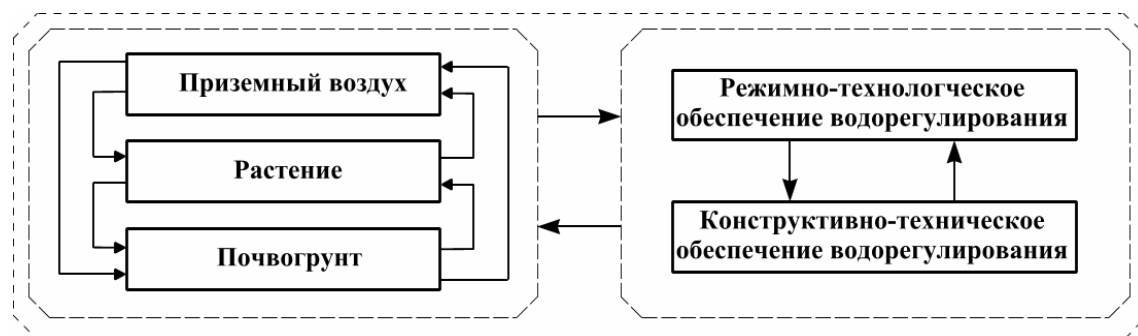 Приземный воздух
Растение
Почвогрунт
Режимно-технологческое
обеспечение водорегулирования
Конструктивно-техническое
обеспечение водорегулирования